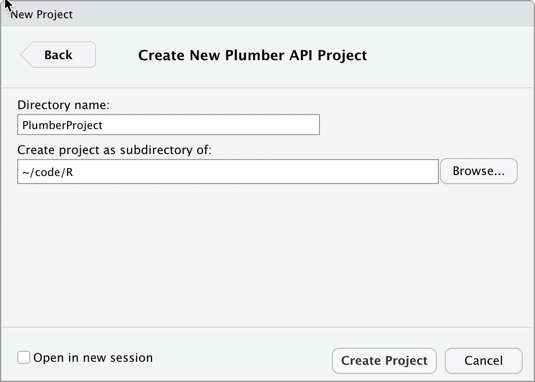 New Project
Back
Create New Plumber API Project
Directory name:
PlumberProject
Create project as subdirectory of:
~/code/R
Browse...
Open in new session
Create Project
Cancel